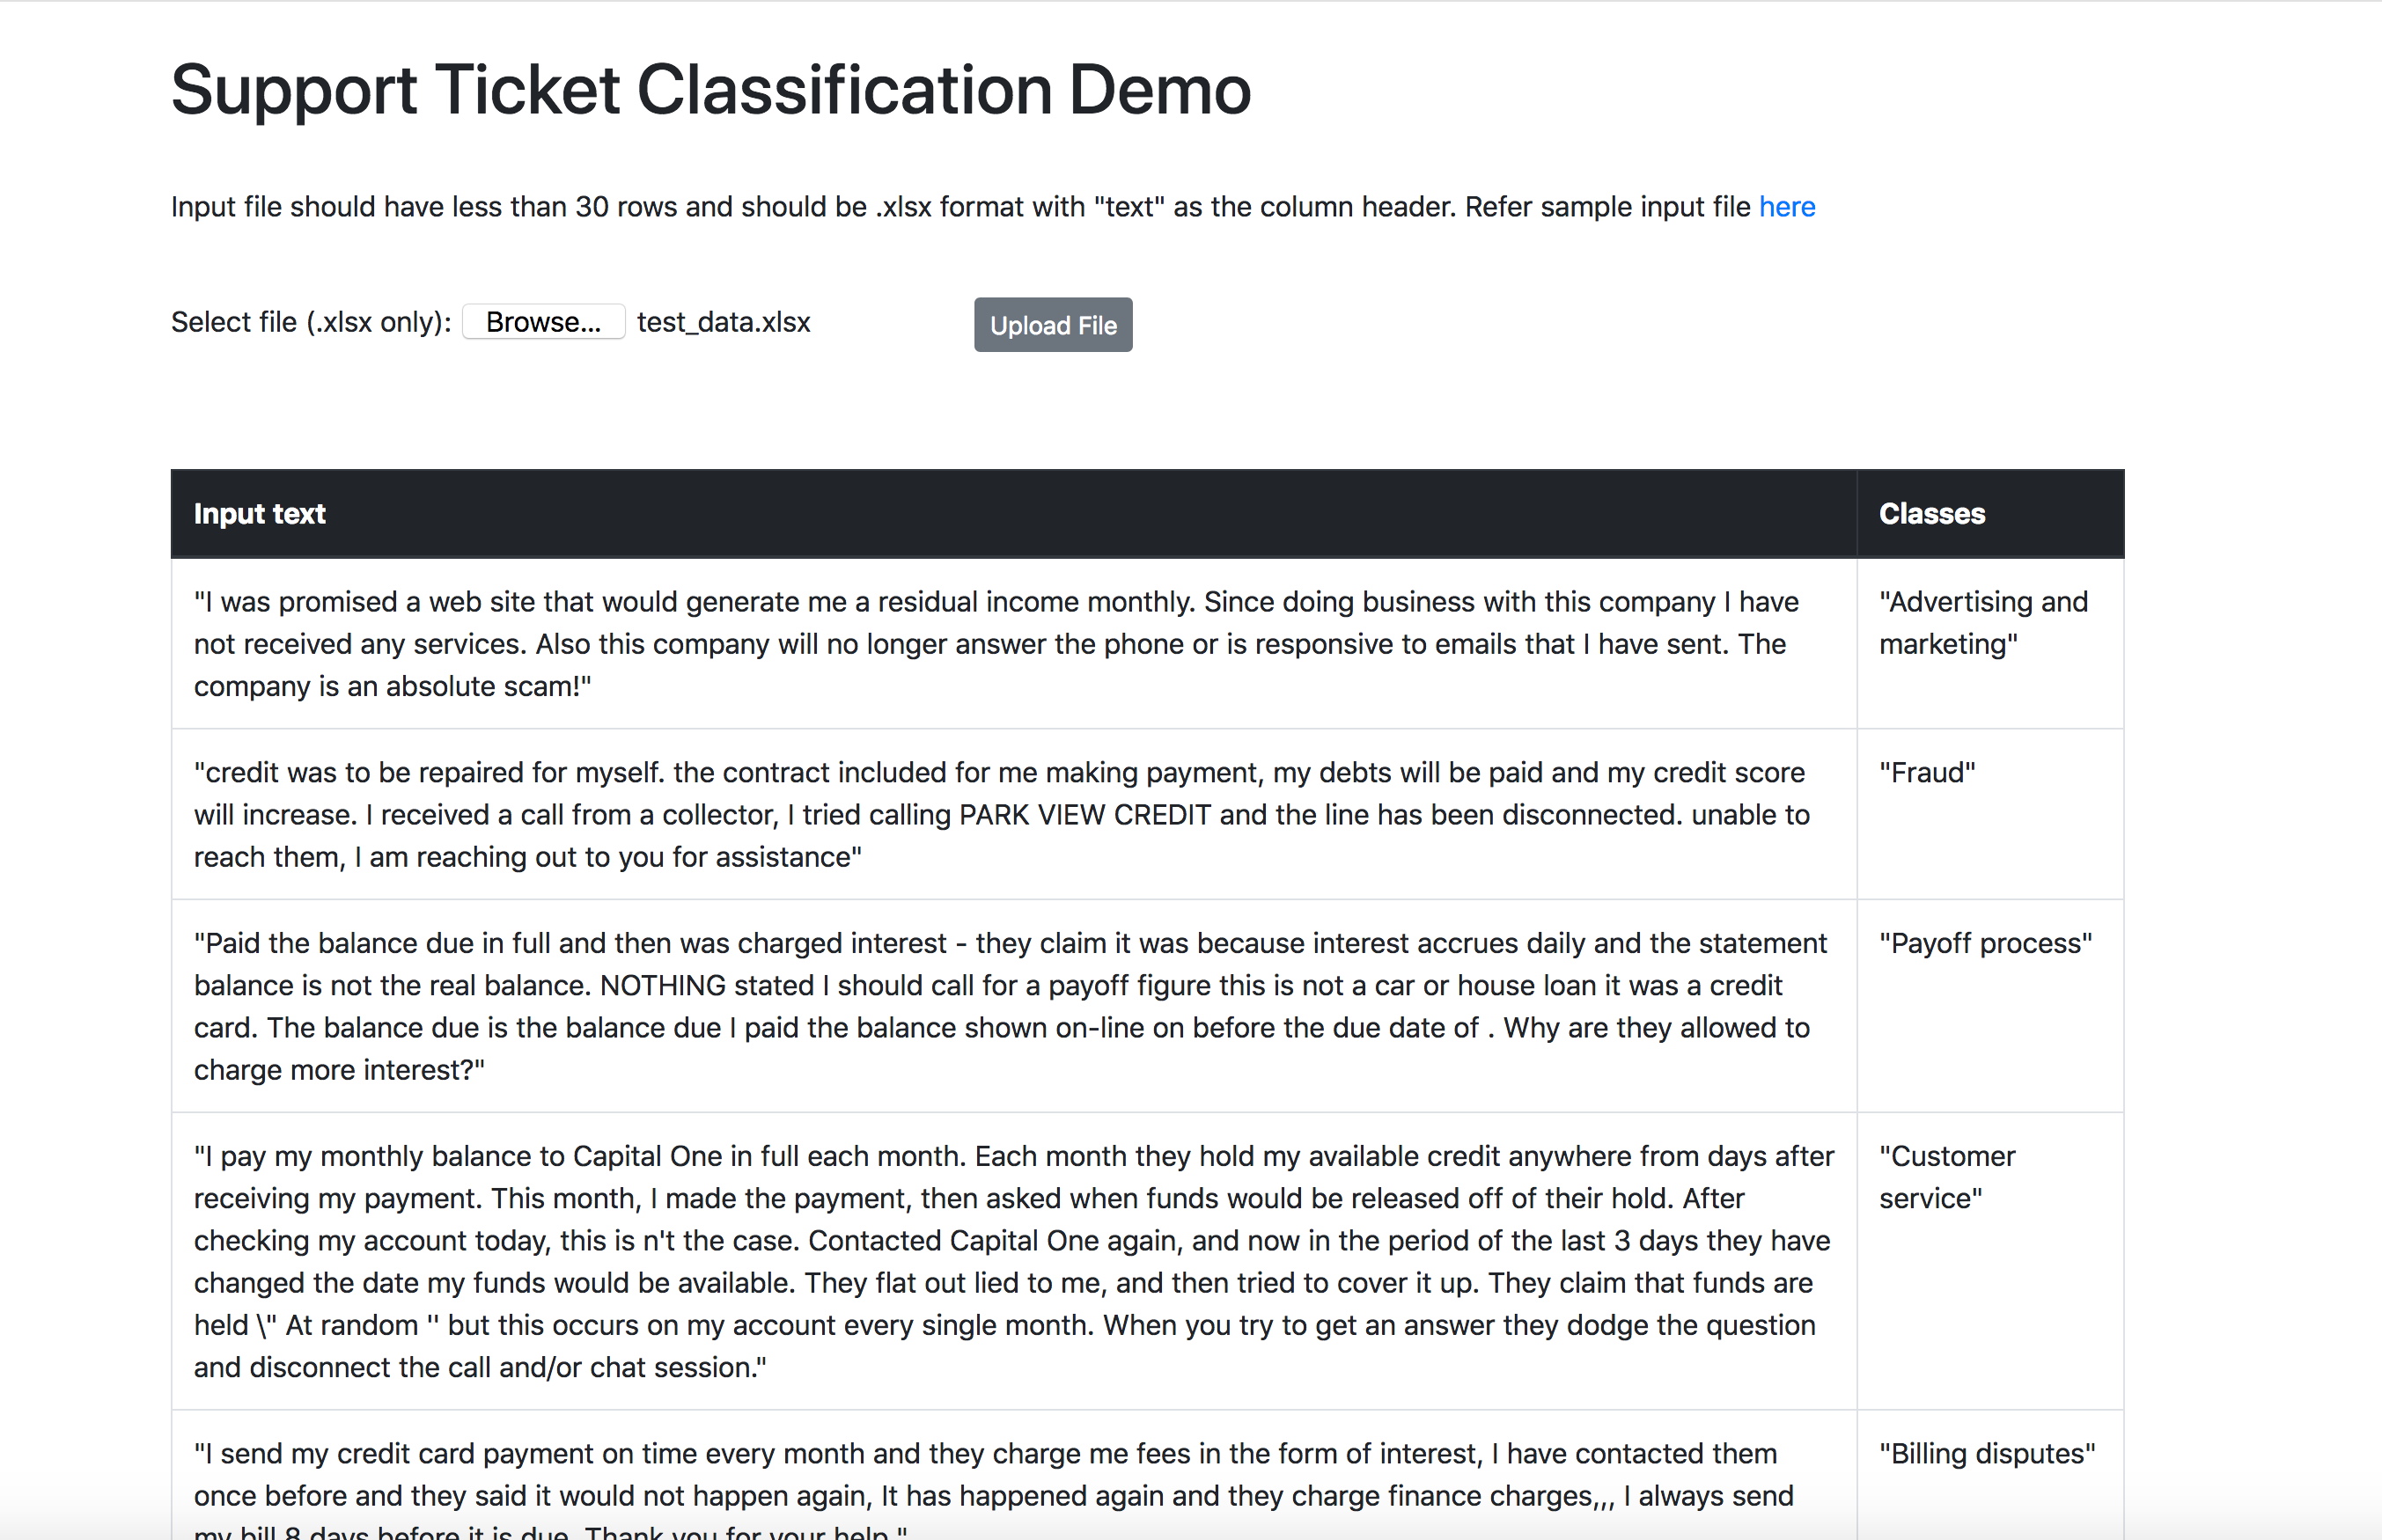 Support Ticket Classification Demo
Input file should have less than 30 rows and should be .xlsx format with "text" as the column header. Refer sample input file here
Select file (.xlsx only): Browse... test_data.xlsx Upload File
Input text Classes
"I was promised a web site that would generate me a residual income monthly. Since doing business with this company I have "Advertising and
not received any services. Also this company will no longer answer the phone or is responsive to emails that I have sent. The marketing"
company is an absolute scam!"
"credit was to be repaired for myself. the contract included for me making payment, my debts will be paid and my credit score "Fraud"
will increase. I received a call from a collector, I tried calling PARK VIEW CREDIT and the line has been disconnected. unable to
reach them, I am reaching out to you for assistance"
"Paid the balance due in full and then was charged interest - they claim it was because interest accrues daily and the statement "Payoff process"
balance is not the real balance. NOTHING stated I should call for a payoff figure this is not a car or house loan it was a credit
card. The balance due is the balance due I paid the balance shown on-line on before the due date of . Why are they allowed to
charge more interest?"
"I pay my monthly balance to Capital One in full each month. Each month they hold my available credit anywhere from days after "Customer
receiving my payment. This month, I made the payment, then asked when funds would be released off of their hold. After service"
checking my account today, this is n't the case. Contacted Capital One again, and now in the period of the last 3 days they have
changed the date my funds would be available. They flat out lied to me, and then tried to cover it up. They claim that funds are
held \" At random '' but this occurs on my account every single month. When you try to get an answer they dodge the question
and disconnect the call and/or chat session."
"I send my credit card payment on time every month and they charge me fees in the form of interest, I have contacted them "Billing disputes"
once before and they said it would not happen again, It has happened again and they charge finance charges,,, I always send
my bill 8 days before it is due. Thank you for your help."